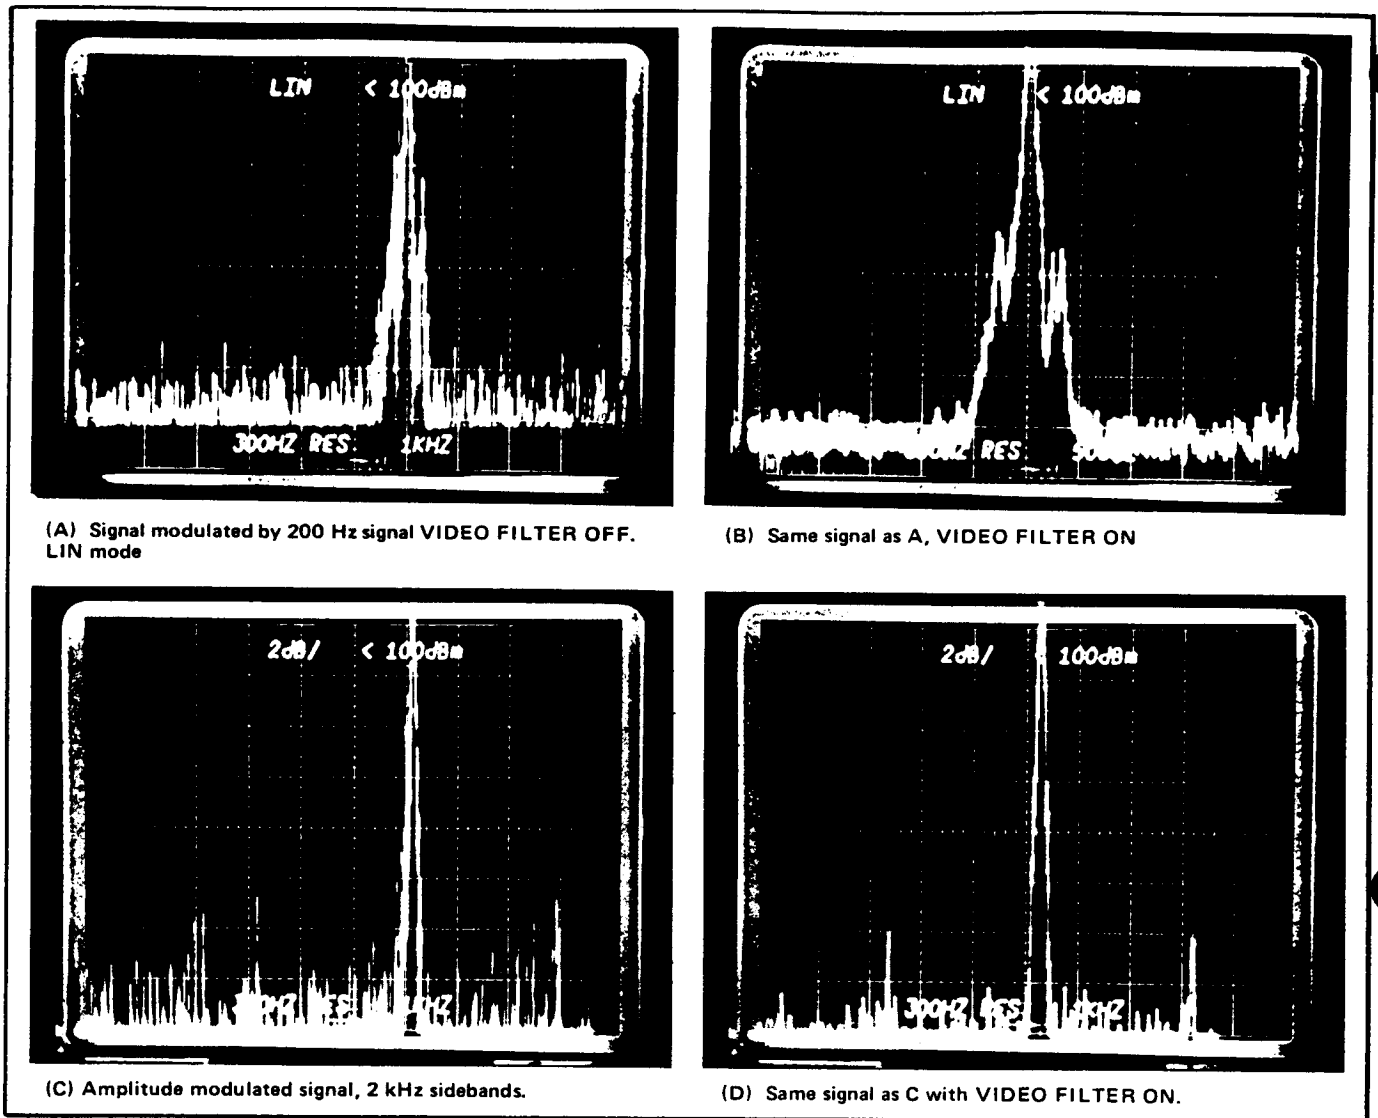 LIN < 100dBm
300HZ RES 1KHZ
LIN < 100dBm
RES
(A) Signal modulated by 200 Hz signal VIDEO FILTER OFF.
LIN mode
(B) Same signal as A, VIDEO FILTER ON
2dB/ < 100dBm
RES
2dB/ 100dBm
300HZ RES
(C) Amplitude modulated signal, 2 kHz sidebands.
(D) Same signal as C with VIDEO FILTER ON.